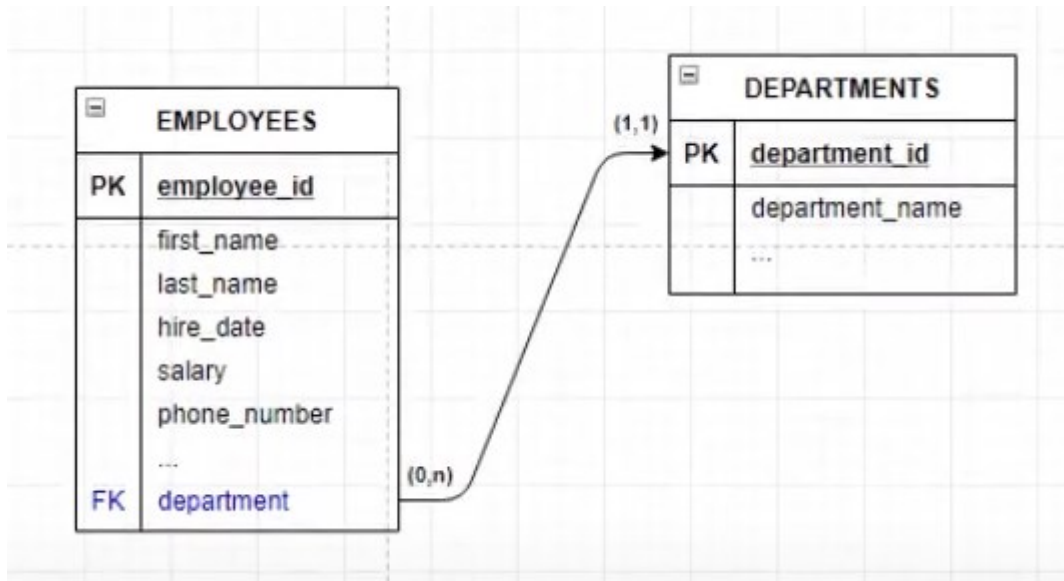 EMPLOYEES
PK employee_id
first_name
last_name
hire_date
salary
phone_number
...
FK department
(0,n)
(1,1)
DEPARTMENTS
PK department_id
department_name
...